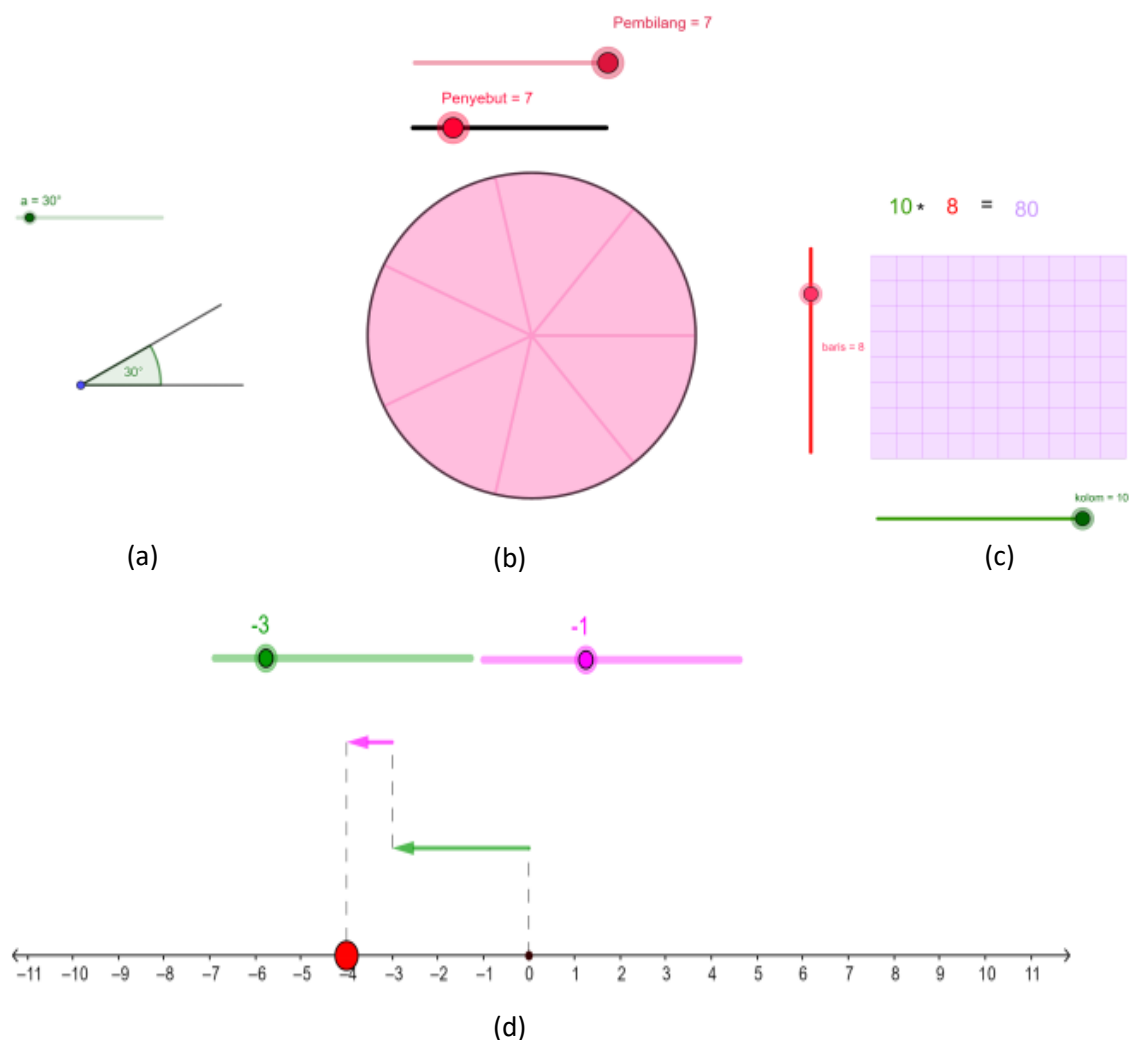 Pembilang = 7
Penyebut = 7
a = 30°
30°
10 * 8 = 80
baris = 8
kolom = 10
(a) (b) (c)
-3 -1
–11 –10 –9 –8 –7 –6 –5 –4 –3 –2 –1 0 1 2 3 4 5 6 7 8 9 10 11
(d)